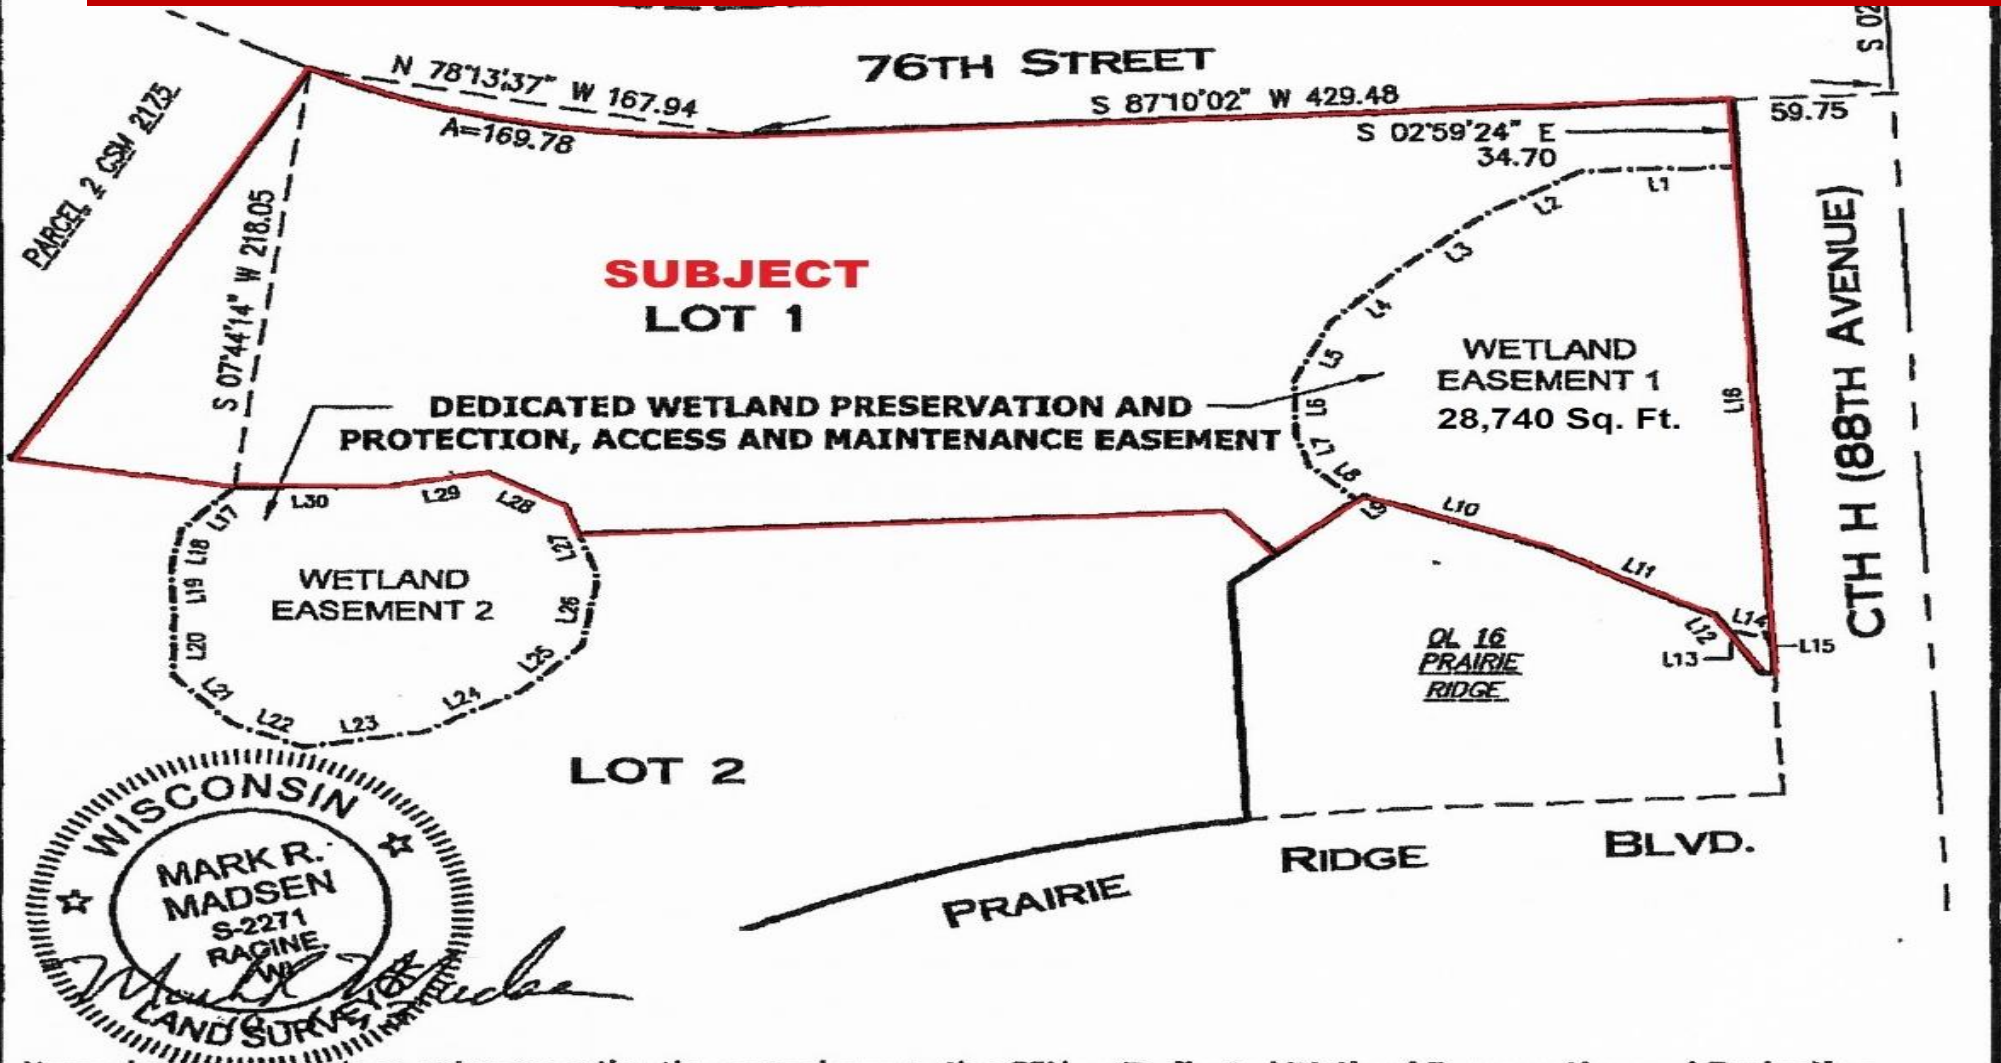 76TH STREET
N 78°13'37" W 167.94
A=169.78
S 87°10'02" W 429.48
59.75
S 02
S 02°59'24" E
34.70
PARCEL 2 CSM 2175
S 07°44'14" W 218.05
SUBJECT
LOT 1
L1
L2
L3
L4
L5
L6
L7
L8
L9
L10
L11
L12
L13
L14
L15
L16
WETLAND
EASEMENT 1
28,740 Sq. Ft.
CTH H (88TH AVENUE)
DEDICATED WETLAND PRESERVATION AND
PROTECTION, ACCESS AND MAINTENANCE EASEMENT
L30
L29
L28
L27
L26
L25
L24
L23
L22
L21
L20
L19
L18
L17
WETLAND
EASEMENT 2
OL 16
PRAIRIE
RIDGE
LOT 2
PRAIRIE RIDGE BLVD.
WISCONSIN
MARK R.
MADSEN
S-2271
RACINE,
WI
LAND SURVEYOR